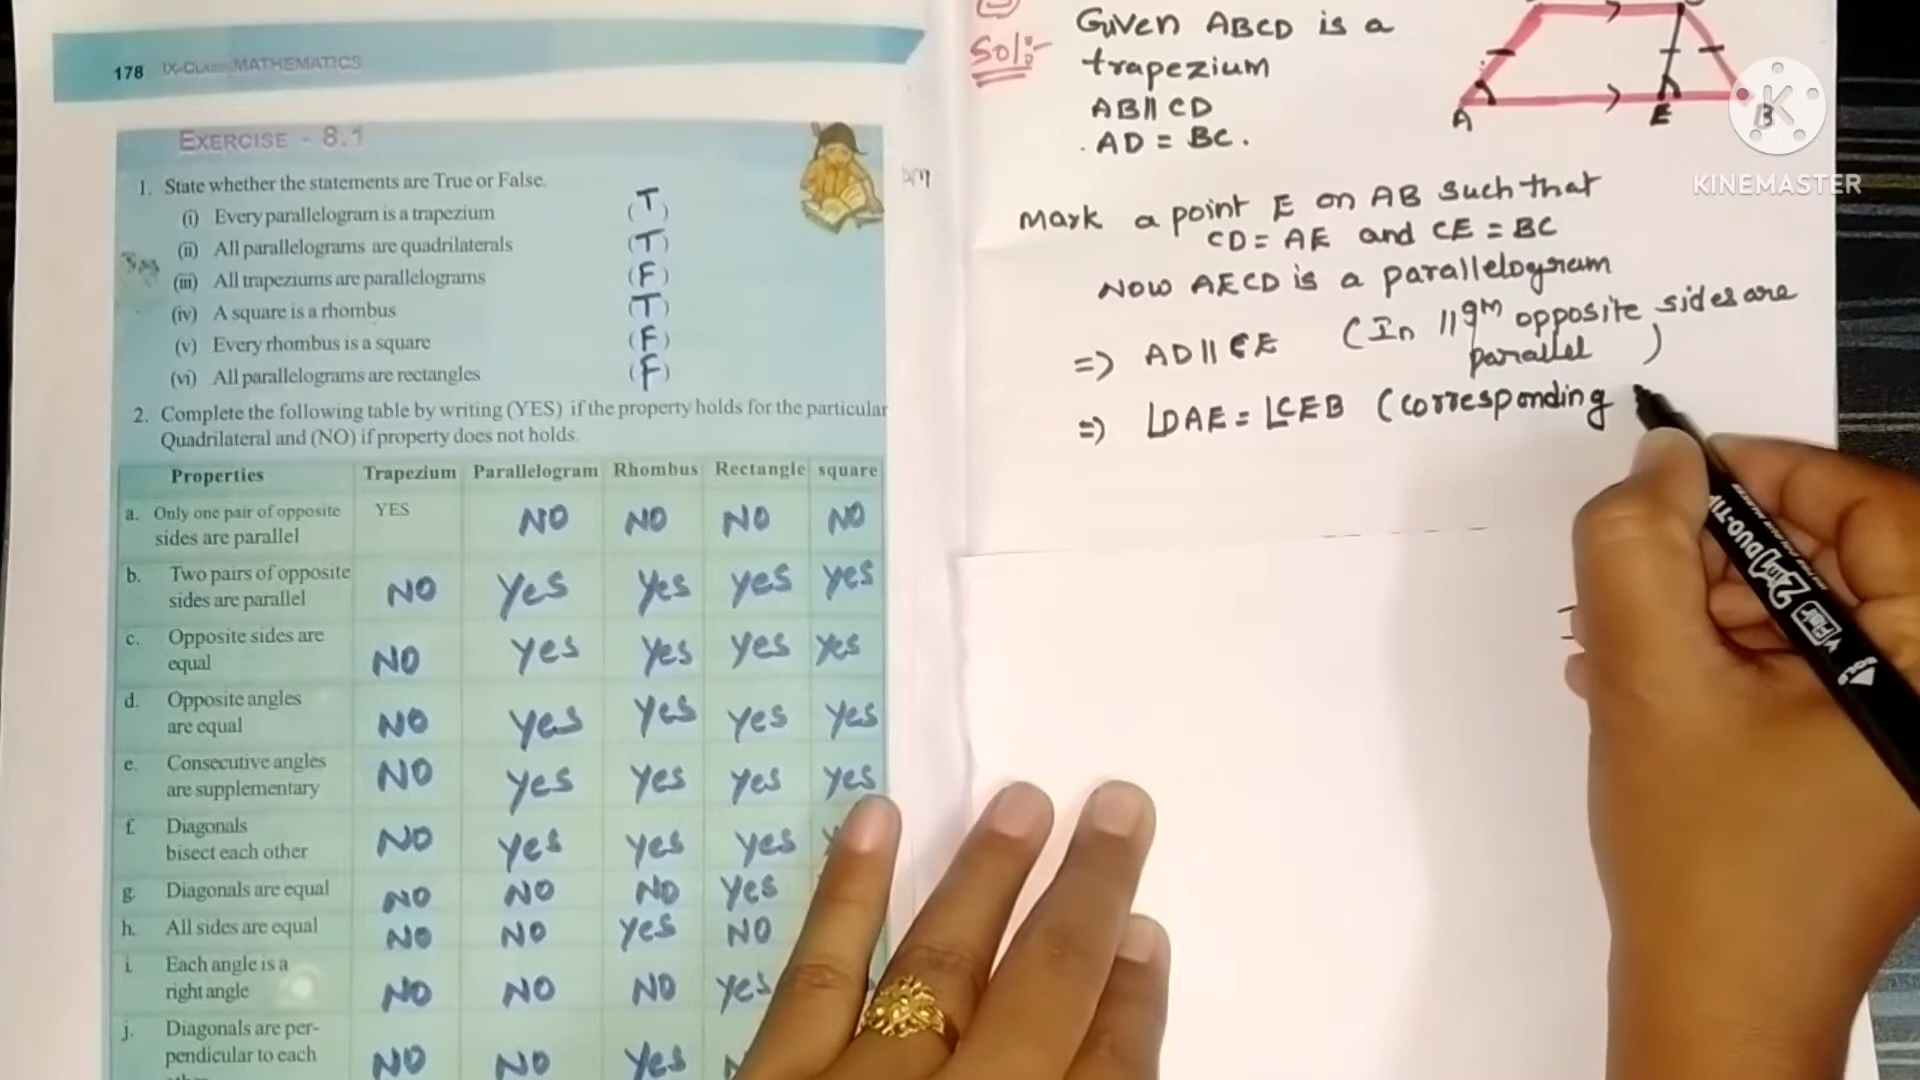 178 IX-CLASS MATHEMATICS
EXERCISE - 8.1
1. State whether the statements are True or False.
(i) Every parallelogram is a trapezium (T)
(ii) All parallelograms are quadrilaterals (T)
(iii) All trapeziums are parallelograms (F)
(iv) A square is a rhombus (T)
(v) Every rhombus is a square (F)
(vi) All parallelograms are rectangles (F)
2. Complete the following table by writing (YES) if the property holds for the particular
Quadrilateral and (NO) if property does not holds.
Properties Trapezium Parallelogram Rhombus Rectangle square
a. Only one pair of opposite YES NO NO NO NO
sides are parallel
b. Two pairs of opposite NO Yes Yes Yes yes
sides are parallel
c. Opposite sides are NO Yes Yes Yes Yes
equal
d. Opposite angles NO Yes Yes Yes Yes
are equal
e. Consecutive angles NO Yes Yes Yes Yes
are supplementary
f. Diagonals NO Yes Yes Yes
bisect each other
g. Diagonals are equal NO NO NO Yes
h. All sides are equal NO NO Yes NO
i. Each angle is a NO NO NO Yes
right angle
j. Diagonals are per- NO NO Yes
pendicular to each
Sol:-
Given ABCD is a
trapezium
AB || CD
AD = BC.
A E B
K
KINEMASTER
Mark a point E on AB such that
CD = AE and CE = BC
Now AECD is a parallelogram
=> AD || CE (In ||gm opposite sides are
parallel)
=> ∟DAE = ∟CEB (corresponding
2in1 DUO-TIP
Flair